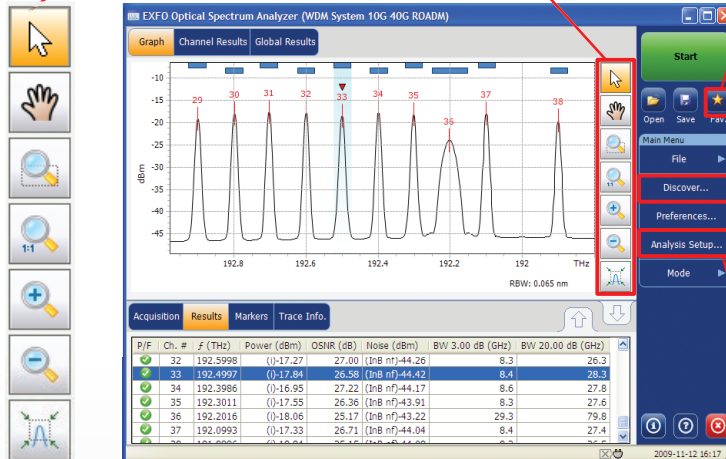 1:1
EXFO Optical Spectrum Analyzer (WDM System 10G 40G ROADM)
Graph Channel Results Global Results
Start
Open Save Fav.
Main Menu
File
Discover...
Preferences...
Analysis Setup...
Mode
-10
-15
-20
-25
-30
-35
-40
-45
dBm
29 30 31 32 33 34 35 36 37 38
1:1
192.8 192.6 192.4 192.2 192 THz
RBW: 0.065 nm
Acquisition Results Markers Trace Info.
P/F Ch. # f (THz) Power (dBm) OSNR (dB) Noise (dBm) BW 3.00 dB (GHz) BW 20.00 dB (GHz)
32 192.5998 (i)-17.27 27.00 (InB nf)-44.26 8.3 26.3
33 192.4997 (i)-17.84 26.58 (InB nf)-44.42 8.4 28.3
34 192.3986 (i)-16.95 27.22 (InB nf)-44.17 8.6 27.8
35 192.3011 (i)-17.55 26.36 (InB nf)-43.91 8.3 27.6
36 192.2016 (i)-18.06 25.17 (InB nf)-43.22 29.3 79.8
37 192.0993 (i)-17.33 26.71 (InB nf)-44.04 8.4 27.4
2009-11-12 16:17